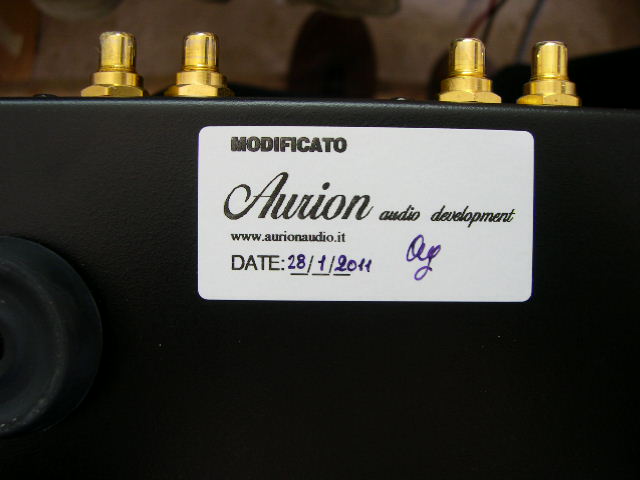 MODIFICATO
Aurion audio development
www.aurionaudio.it
DATE: 28/1/2011